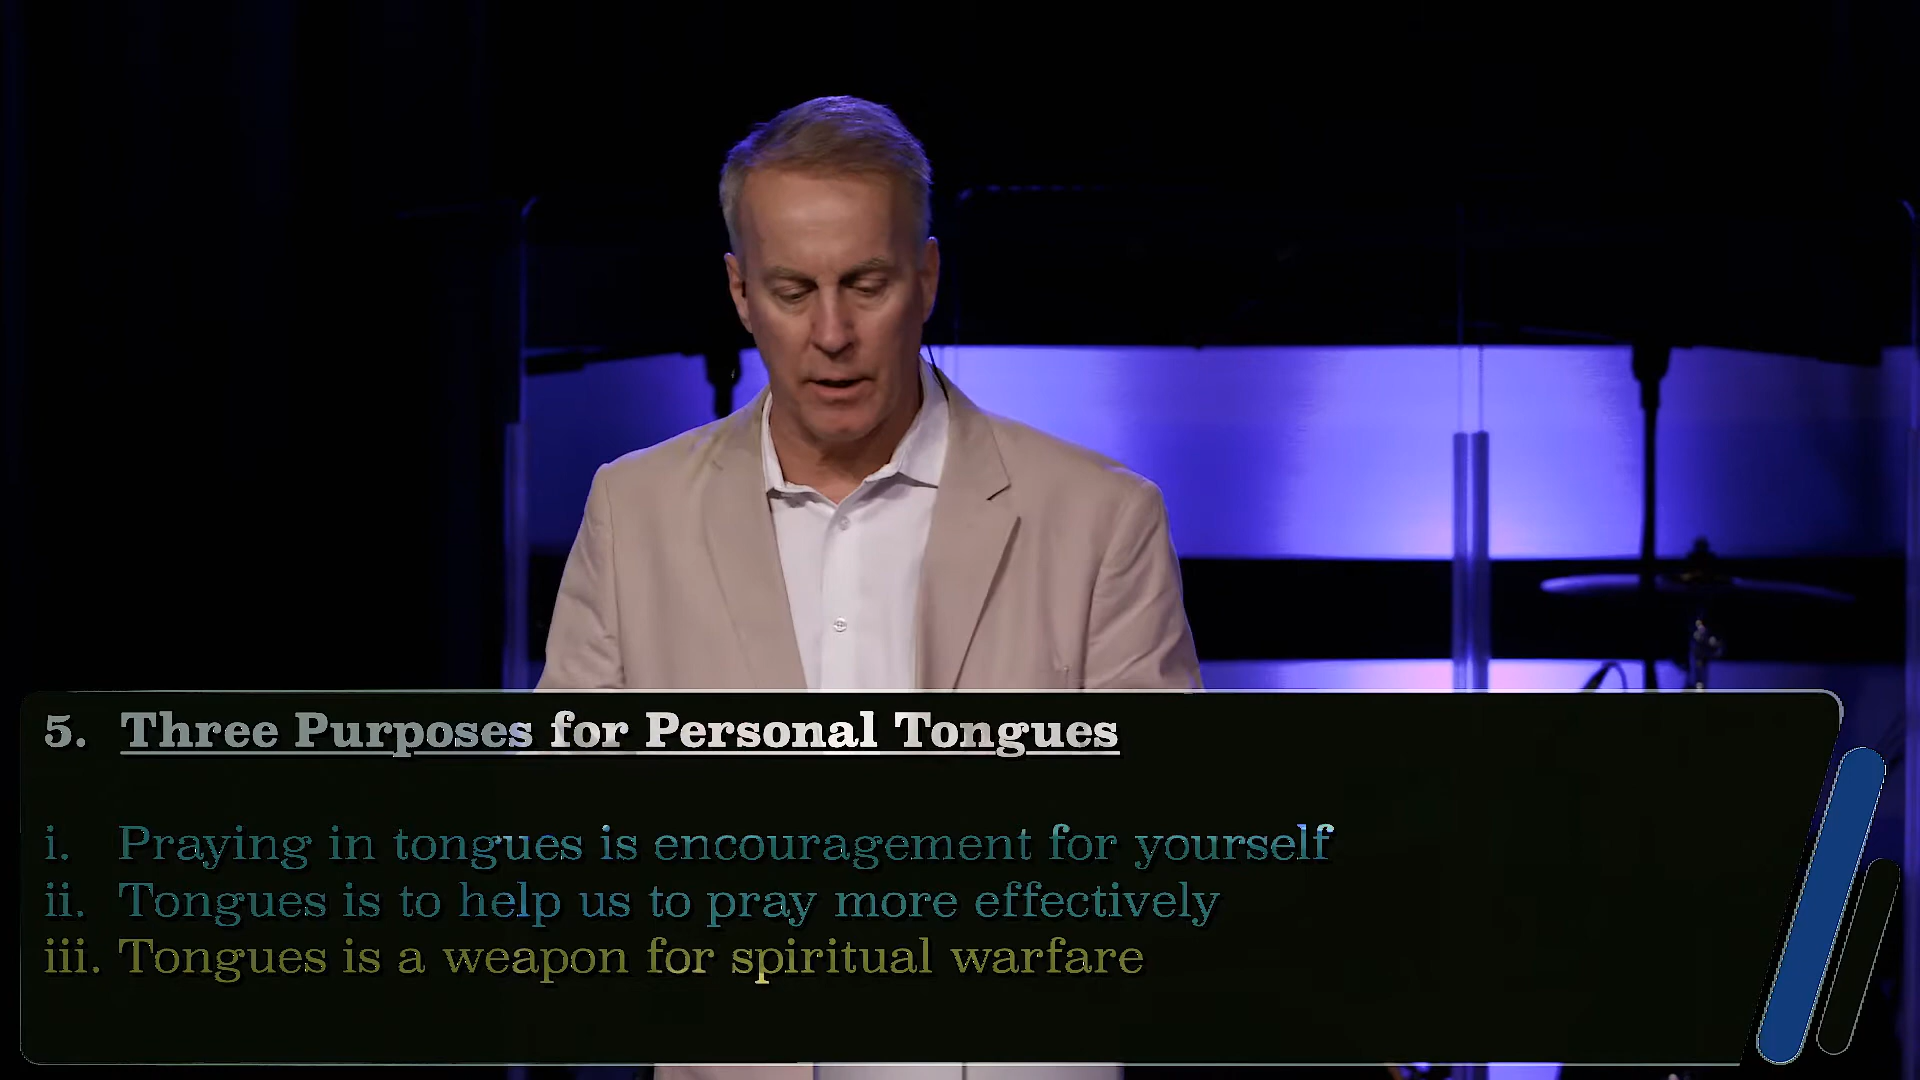 5. Three Purposes for Personal Tongues
i. Praying in tongues is encouragement for yourself
ii. Tongues is to help us to pray more effectively
iii. Tongues is a weapon for spiritual warfare